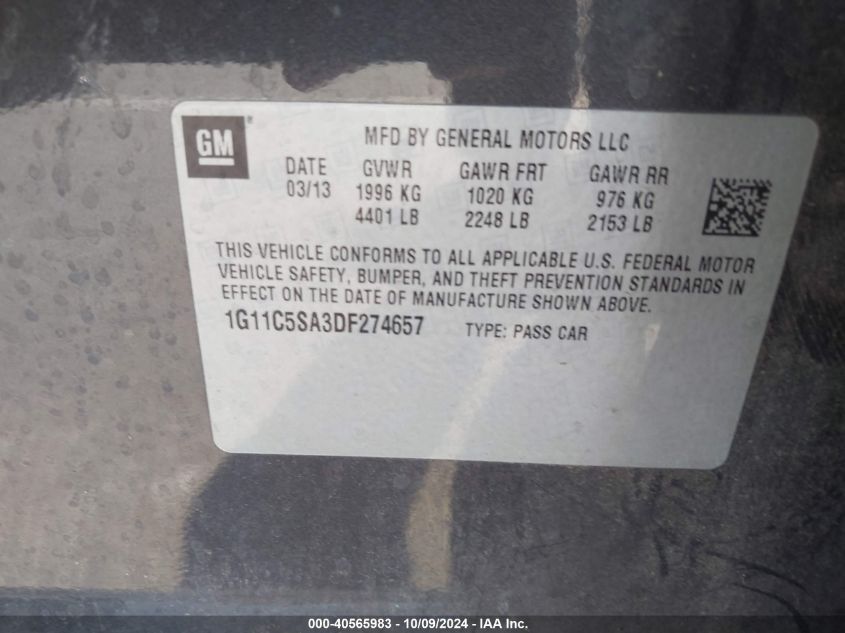 GM ®
MFD BY GENERAL MOTORS LLC
DATE GVWR GAWR FRT GAWR RR
03/13 1996 KG 1020 KG 976 KG
4401 LB 2248 LB 2153 LB
THIS VEHICLE CONFORMS TO ALL APPLICABLE U.S. FEDERAL MOTOR
VEHICLE SAFETY, BUMPER, AND THEFT PREVENTION STANDARDS IN
EFFECT ON THE DATE OF MANUFACTURE SHOWN ABOVE.
1G11C5SA3DF274657 TYPE: PASS CAR
000-40565983 / 10/09/2024 - IAA Inc.